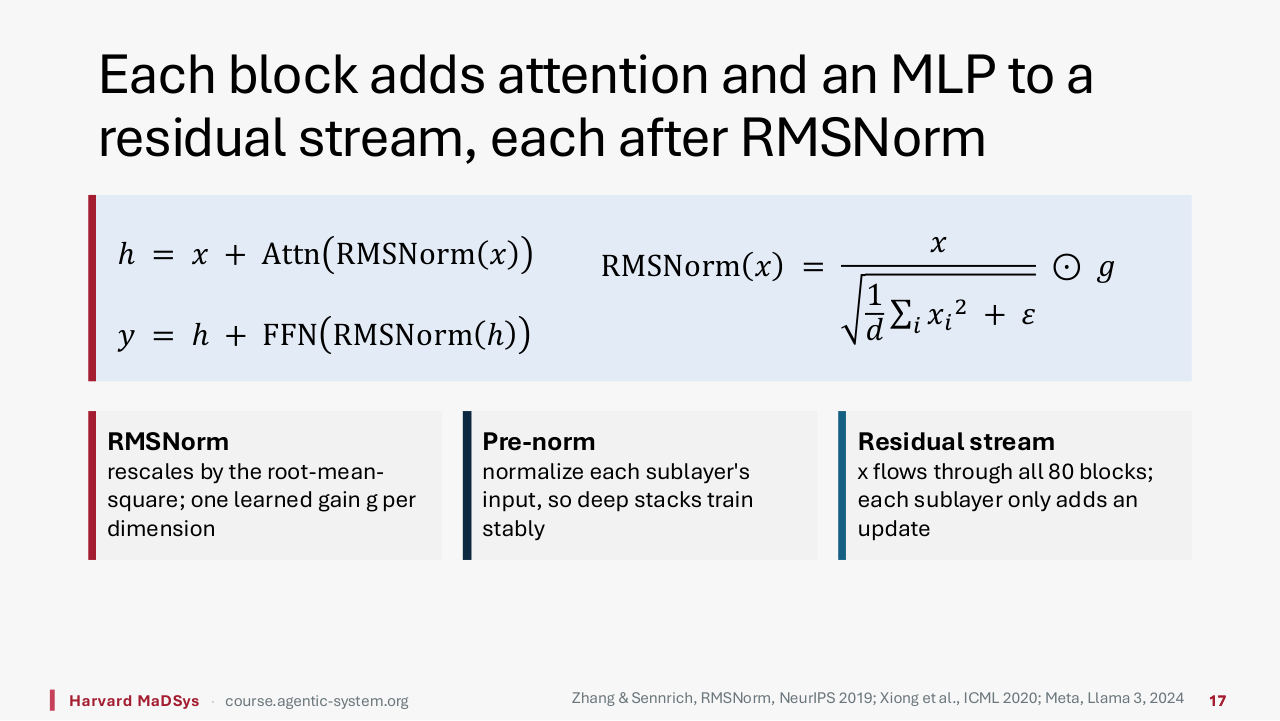 Each block adds attention and an MLP to a
residual stream, each after RMSNorm
h = x + Attn(RMSNorm(x))
y = h + FFN(RMSNorm(h))
RMSNorm(x) = x / √(1/d ∑ᵢ xᵢ² + ε) ⊙ g
RMSNorm
rescales by the root-mean-
square; one learned gain g per
dimension
Pre-norm
normalize each sublayer's
input, so deep stacks train
stably
Residual stream
x flows through all 80 blocks;
each sublayer only adds an
update
Harvard MaDSys · course.agentic-system.org
Zhang & Sennrich, RMSNorm, NeurIPS 2019; Xiong et al., ICML 2020; Meta, Llama 3, 2024
17